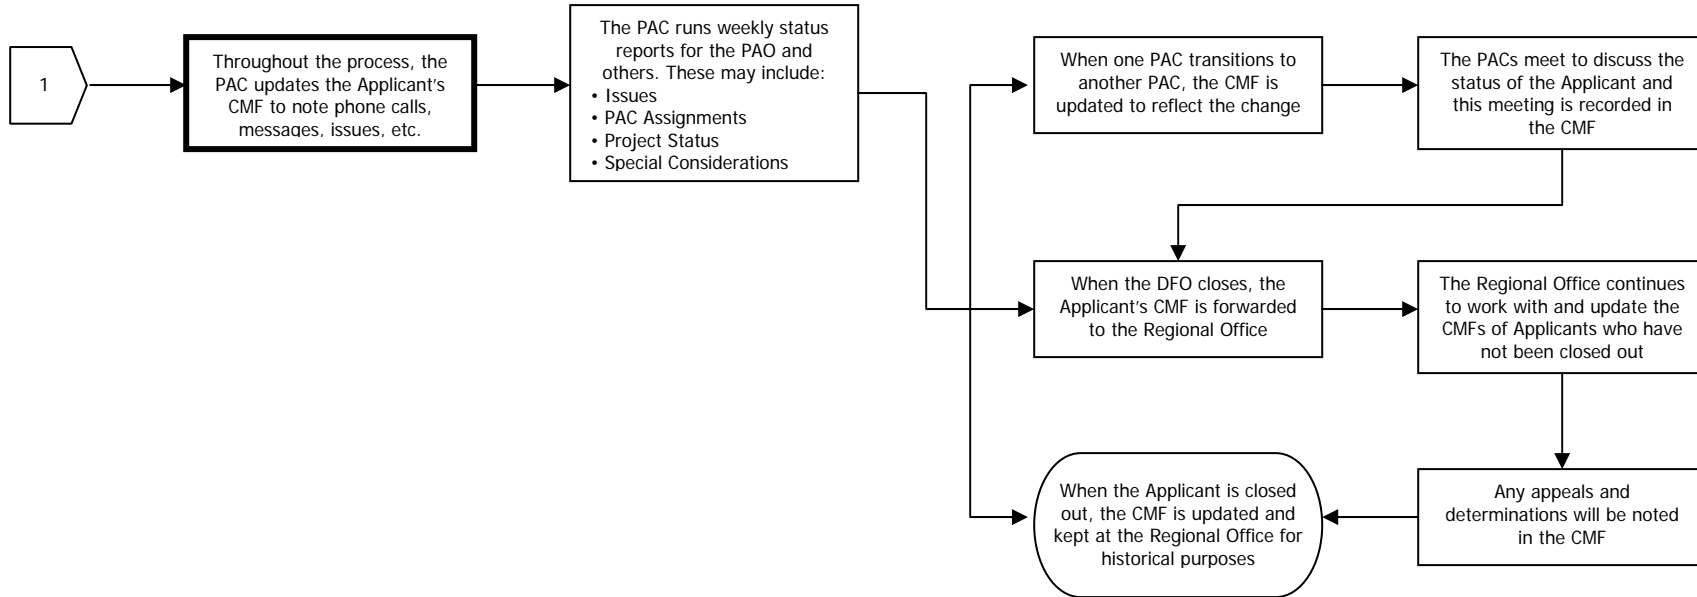 1
Throughout the process, the
PAC updates the Applicant's
CMF to note phone calls,
messages, issues, etc.
The PAC runs weekly status
reports for the PAO and
others. These may include:
• Issues
• PAC Assignments
• Project Status
• Special Considerations
When one PAC transitions to
another PAC, the CMF is
updated to reflect the change
The PACs meet to discuss the
status of the Applicant and
this meeting is recorded in
the CMF
When the DFO closes, the
Applicant's CMF is forwarded
to the Regional Office
The Regional Office continues
to work with and update the
CMFs of Applicants who have
not been closed out
When the Applicant is closed
out, the CMF is updated and
kept at the Regional Office for
historical purposes
Any appeals and
determinations will be noted
in the CMF